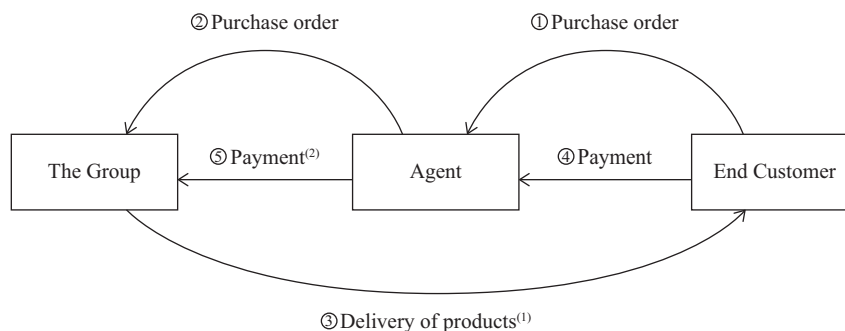 ②Purchase order ①Purchase order
The Group ⑤Payment(2) Agent ④Payment End Customer
③Delivery of products(1)